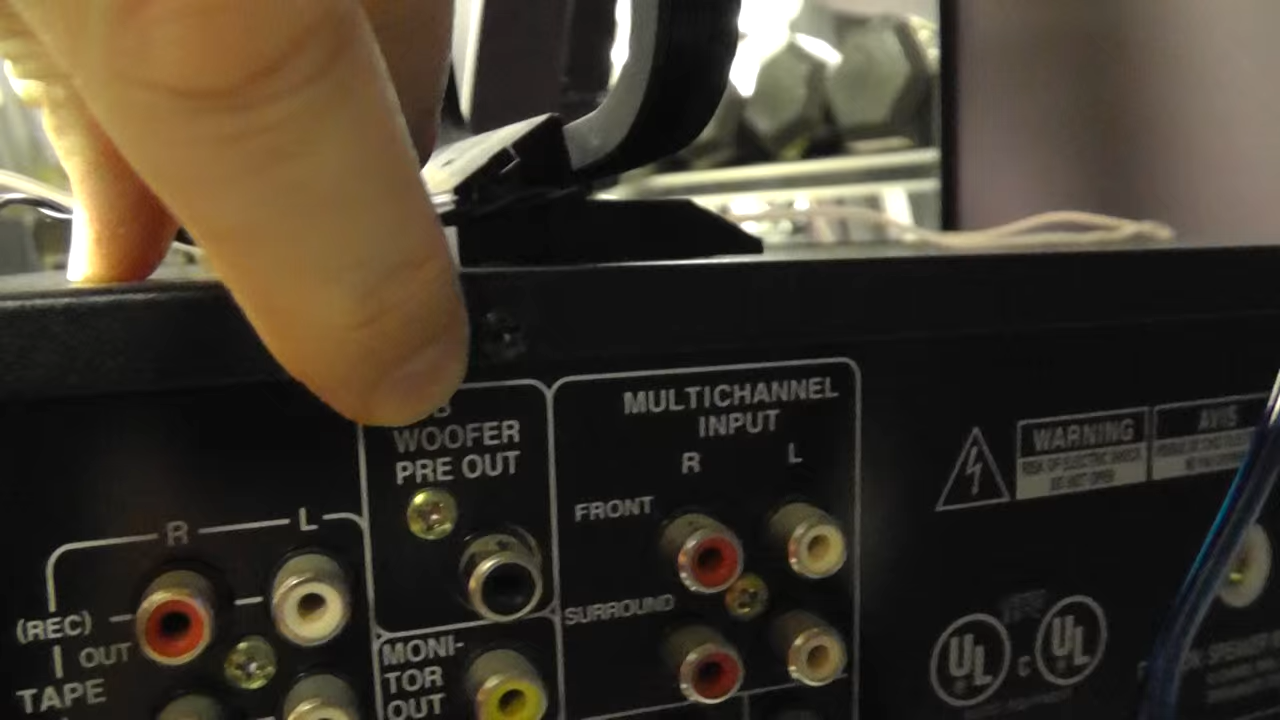 WOOFER
PRE OUT
MULTICHANNEL
INPUT
R L
FRONT
SURROUND
R L
(REC)
OUT
TAPE
MONI-
TOR
OUT
WARNING
RISK OF ELECTRIC SHOCK
DO NOT OPEN
AVIS
UL
C
UL